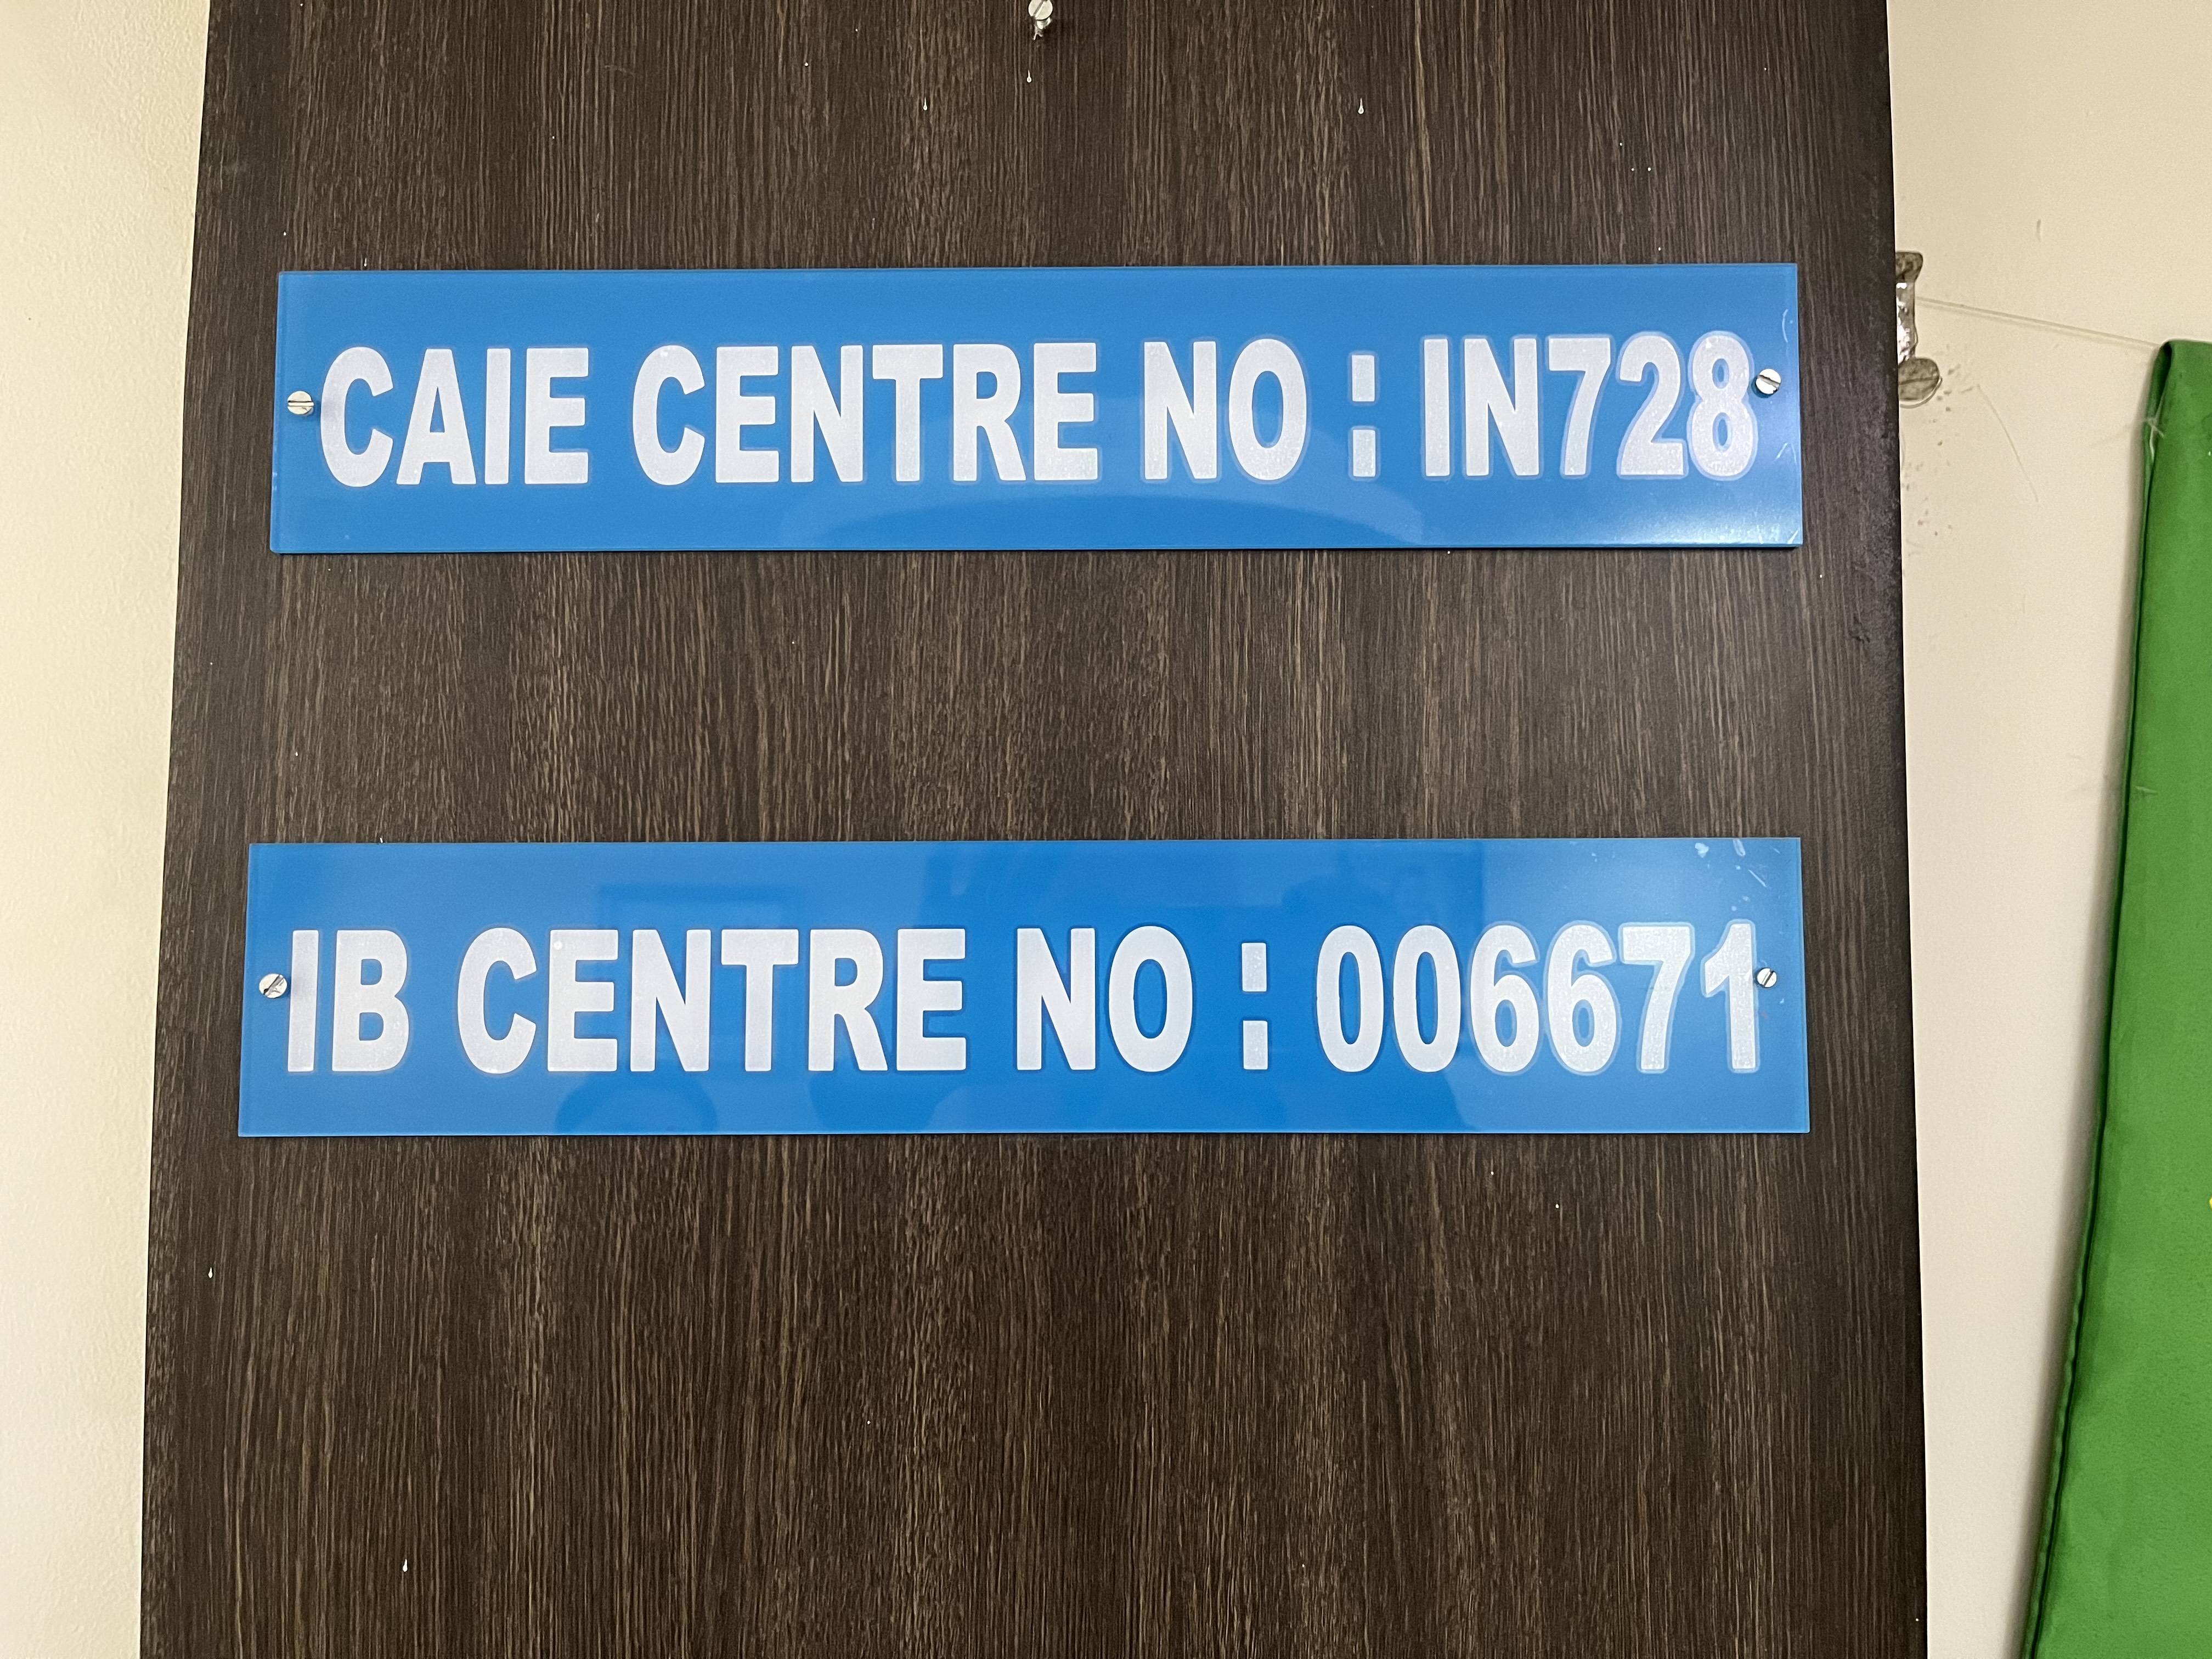 CAIE CENTRE NO : IN728
IB CENTRE NO : 006671